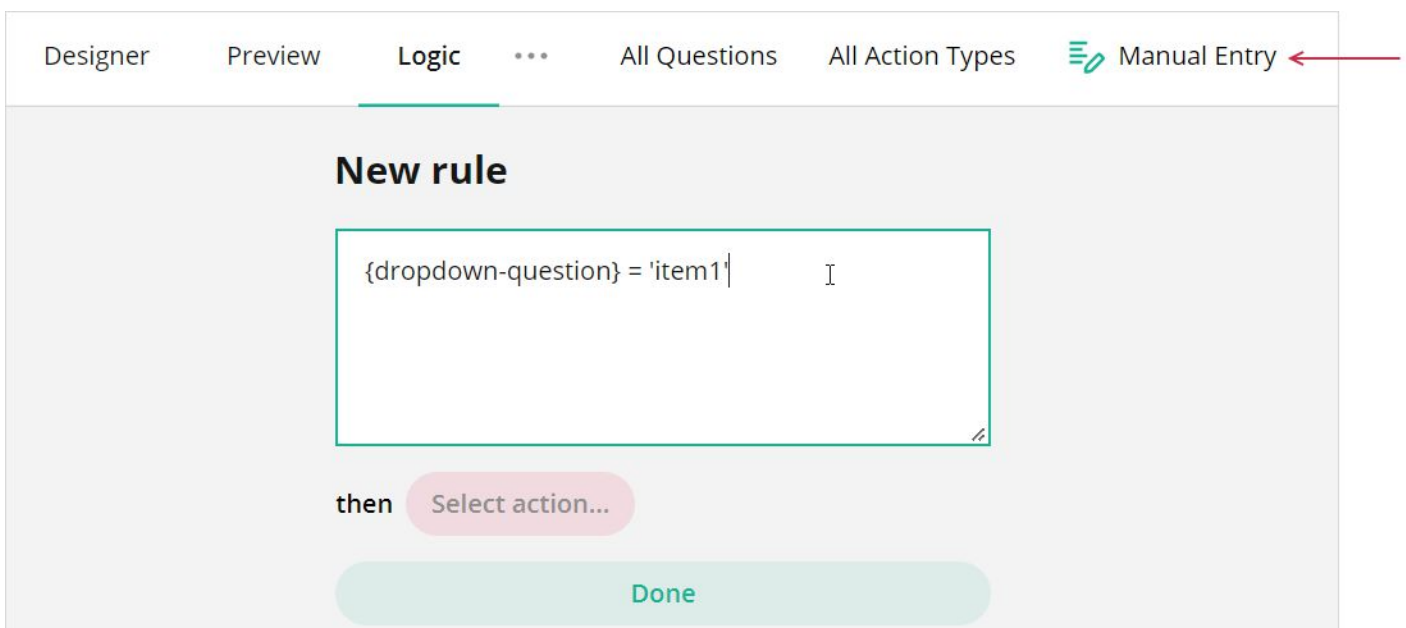 Designer Preview Logic ••• All Questions All Action Types Manual Entry
New rule
{dropdown-question} = 'item1'
then Select action...
Done